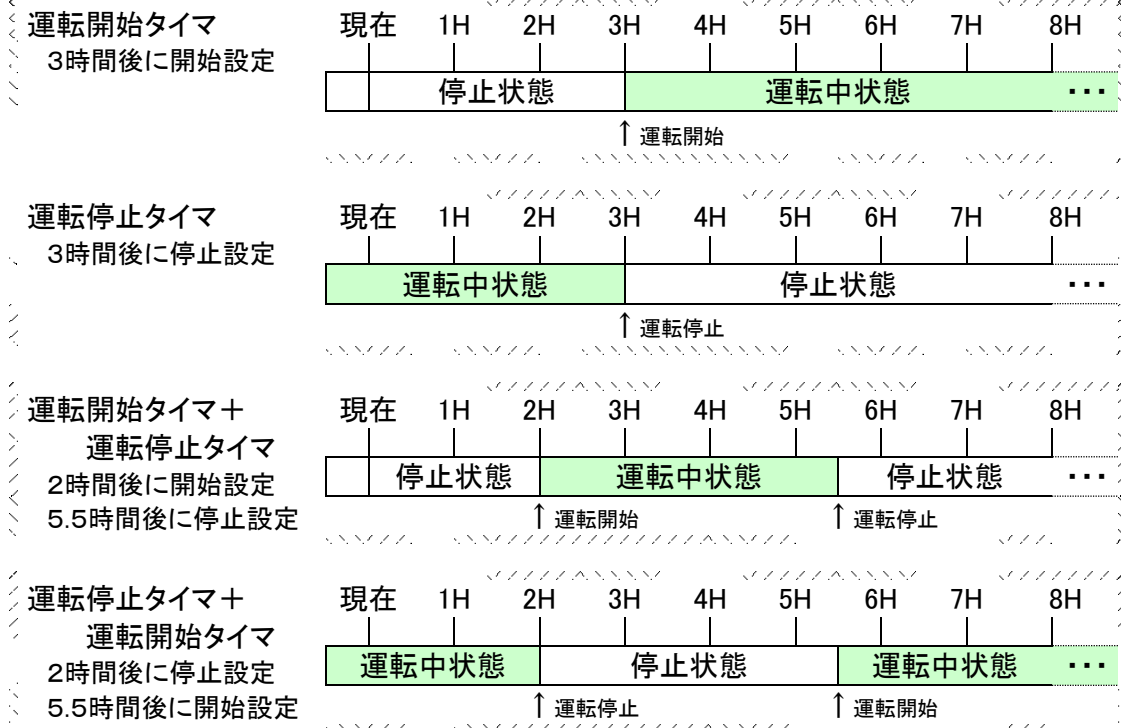 運転開始タイマ 現在 1H 2H 3H 4H 5H 6H 7H 8H
3時間後に開始設定
停止状態 運転中状態 ・・・
↑ 運転開始
運転停止タイマ 現在 1H 2H 3H 4H 5H 6H 7H 8H
3時間後に停止設定
運転中状態 停止状態 ・・・
↑ 運転停止
運転開始タイマ+ 現在 1H 2H 3H 4H 5H 6H 7H 8H
運転停止タイマ
2時間後に開始設定 停止状態 運転中状態 停止状態 ・・・
5.5時間後に停止設定 ↑ 運転開始 ↑ 運転停止
運転停止タイマ+ 現在 1H 2H 3H 4H 5H 6H 7H 8H
運転開始タイマ
2時間後に停止設定 運転中状態 停止状態 運転中状態 ・・・
5.5時間後に開始設定 ↑ 運転停止 ↑ 運転開始